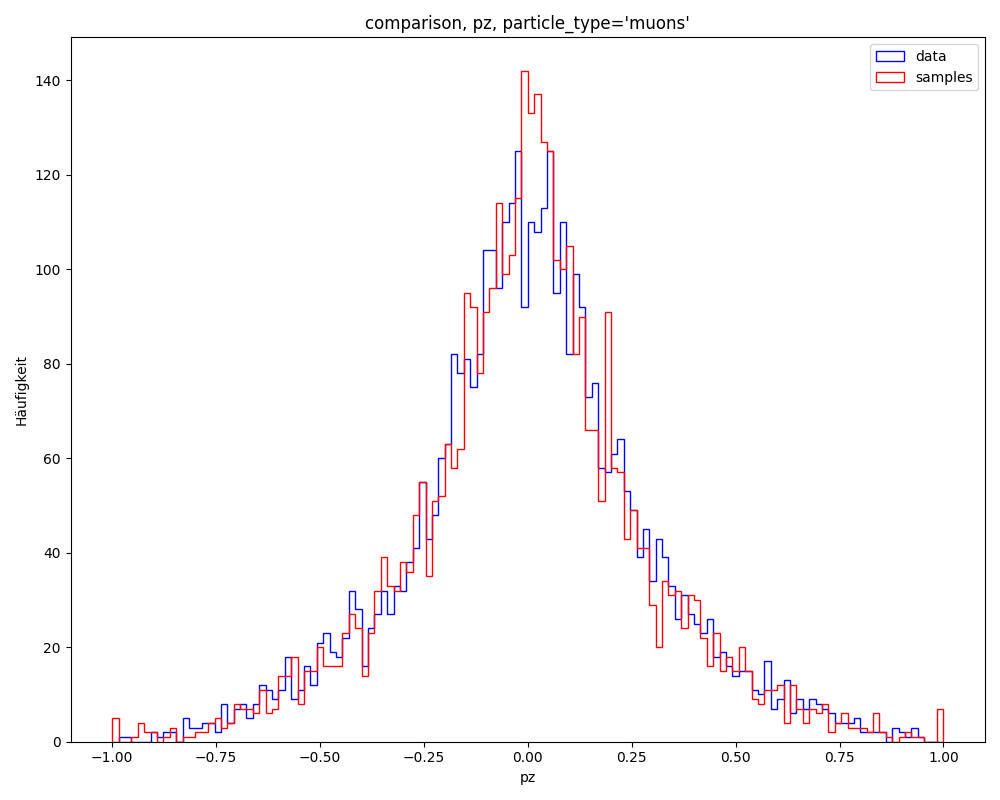 comparison, pz, particle_type='muons'
data
samples
Häufigkeit
140
120
100
80
60
40
20
0
−1.00 −0.75 −0.50 −0.25 0.00 0.25 0.50 0.75 1.00
pz